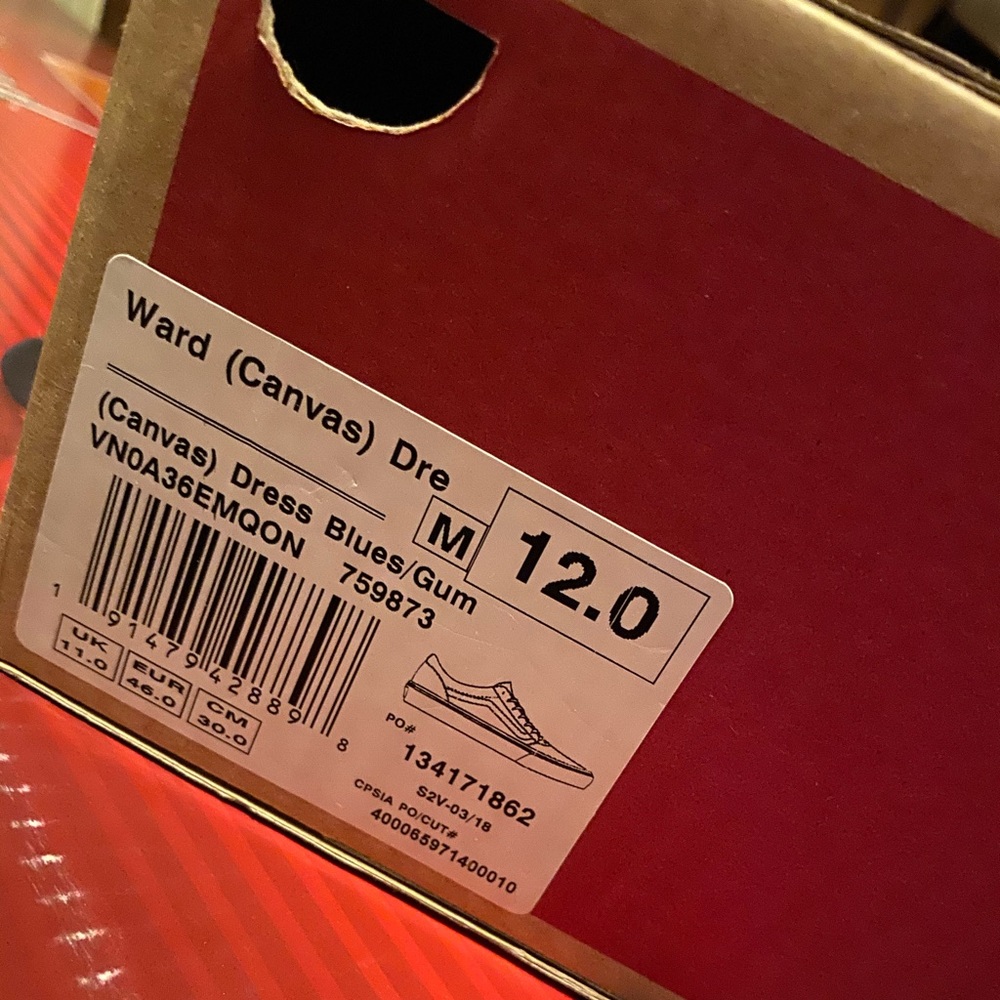 Ward (Canvas) Dre
(Canvas) Dress Blues/Gum
VN0A36EMQON 759873
M
12.0
1 91479 42889 8
UK
11.0
EUR
46.0
CM
30.0
PO#
134171862
S2V-03/18
CPSIA PO/CUT#
400065971400010